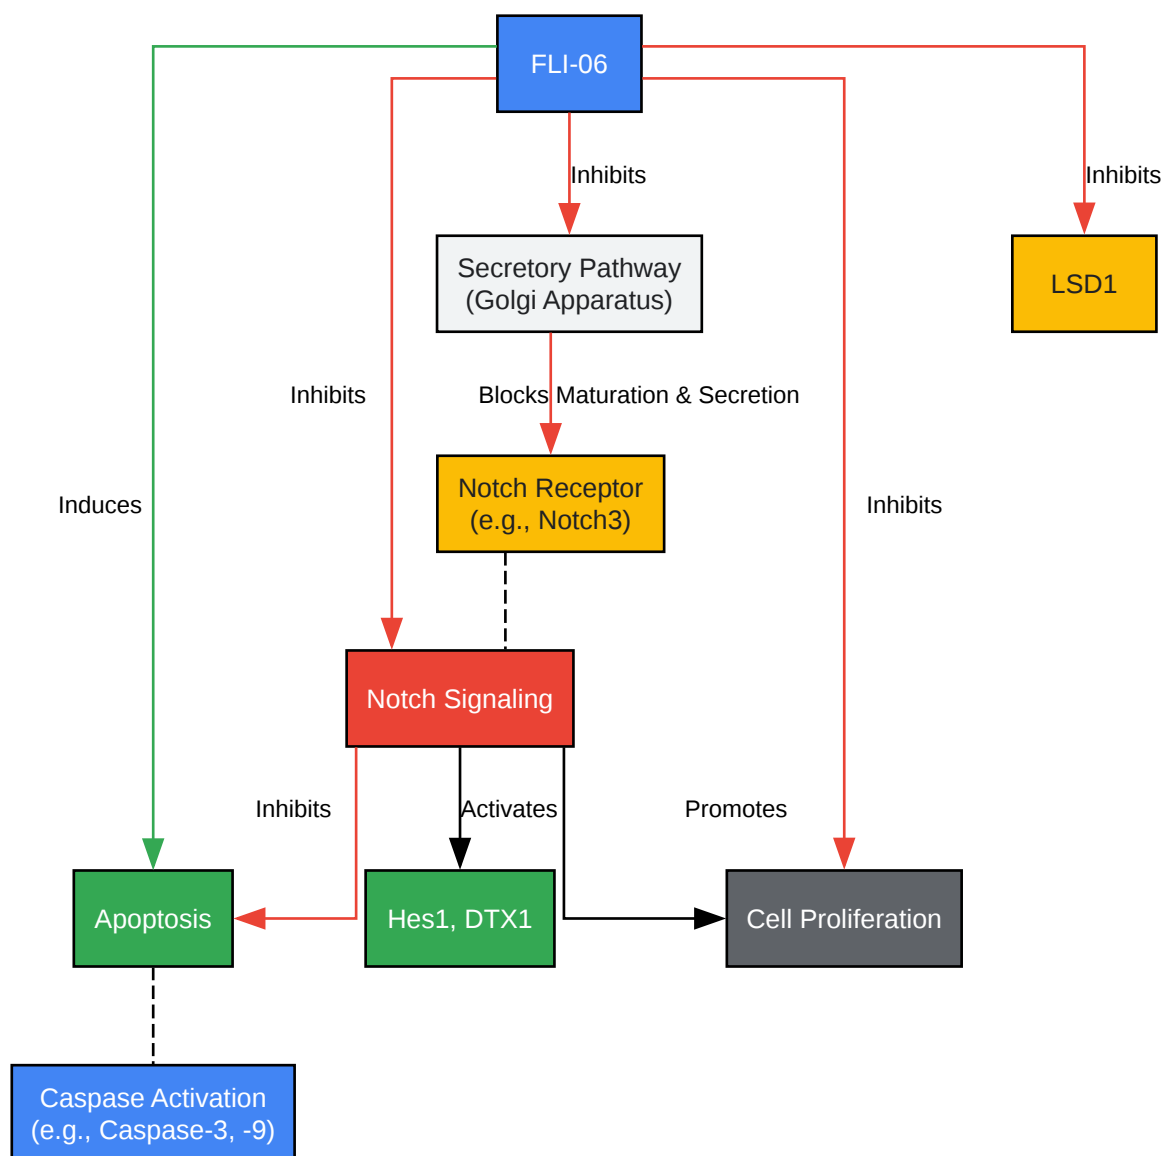 FLI-06
Inhibits
Inhibits
Secretory Pathway
(Golgi Apparatus)
LSD1
Inhibits
Blocks Maturation & Secretion
Notch Receptor
(e.g., Notch3)
Induces
Inhibits
Notch Signaling
Inhibits
Activates
Promotes
Apoptosis
Hes1, DTX1
Cell Proliferation
Caspase Activation
(e.g., Caspase-3, -9)